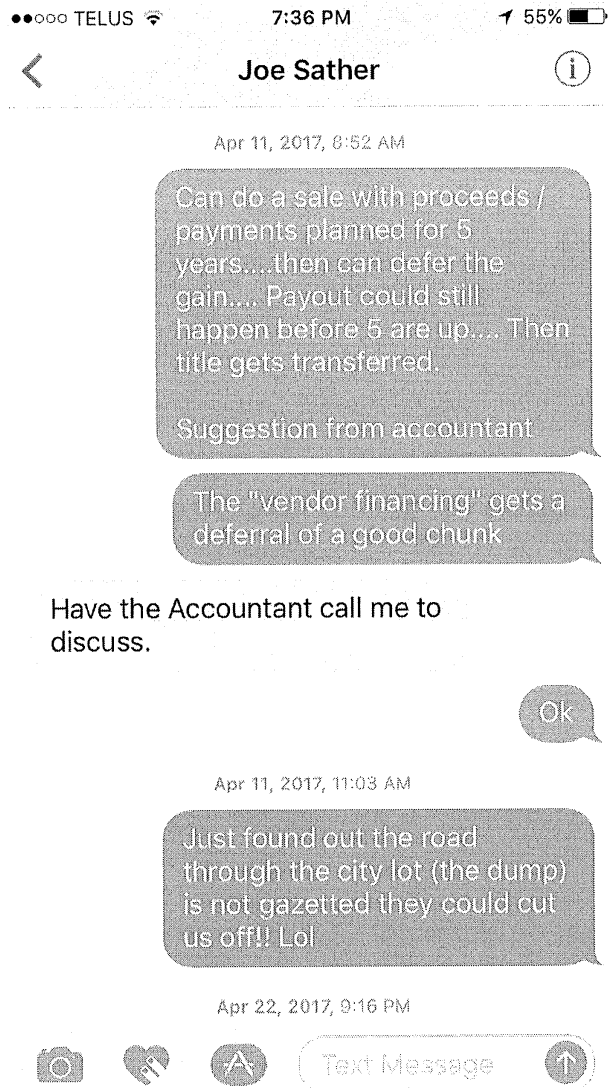 TELUS 7:36 PM 55%
Joe Sather
Apr 11, 2017, 8:52 AM
Can do a sale with proceeds /
payments planned for 5
years....then can defer the
gain.... Payout could still
happen before 5 are up.... Then
title gets transferred.
Suggestion from accountant
The "vendor financing" gets a
deferral of a good chunk
Have the Accountant call me to
discuss.
Ok
Apr 11, 2017, 11:03 AM
Just found out the road
through the city lot (the dump)
is not gazetted they could cut
us off!! Lol
Apr 22, 2017, 9:16 PM
Text Message